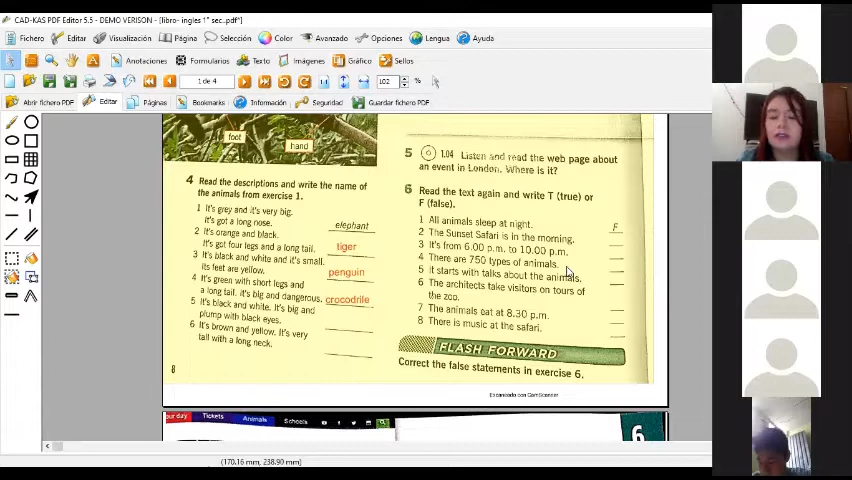 CAD-KAS PDF Editor 5.5 - DEMO VERISON - [libro- ingles 1° sec..pdf*]
Fichero Editar Visualización Página Selección Color Avanzado Opciones Lengua Ayuda
Anotaciones Formularios Texto Imágenes Gráfico Sellos
1 de 4 102 %
Abrir fichero PDF Editar Páginas Bookmarks Información Seguridad Guardar fichero PDF
foot
hand
4 Read the descriptions and write the name of
the animals from exercise 1.
1 It's grey and it's very big.
It's got a long nose. elephant
2 It's orange and black.
It's got four legs and a long tail. tiger
3 It's black and white and it's small.
Its feet are yellow. penguin
4 It's green with short legs and
a long tail. It's big and dangerous. crocodrile
5 It's black and white. It's big and
plump with black eyes.
6 It's brown and yellow. It's very
tall with a long neck.
8
5 1.04 Listen and read the web page about
an event in London. Where is it?
6 Read the text again and write T (true) or
F (false).
1 All animals sleep at night. F
2 The Sunset Safari is in the morning.
3 It's from 6.00 p.m. to 10.00 p.m.
4 There are 750 types of animals.
5 It starts with talks about the animals.
6 The architects take visitors on tours of
the zoo.
7 The animals eat at 8.30 p.m.
8 There is music at the safari.
FLASH FORWARD
Correct the false statements in exercise 6.
Escaneado con CamScanner
our day Tickets Animals Schools
6
(170.16 mm, 238.90 mm)